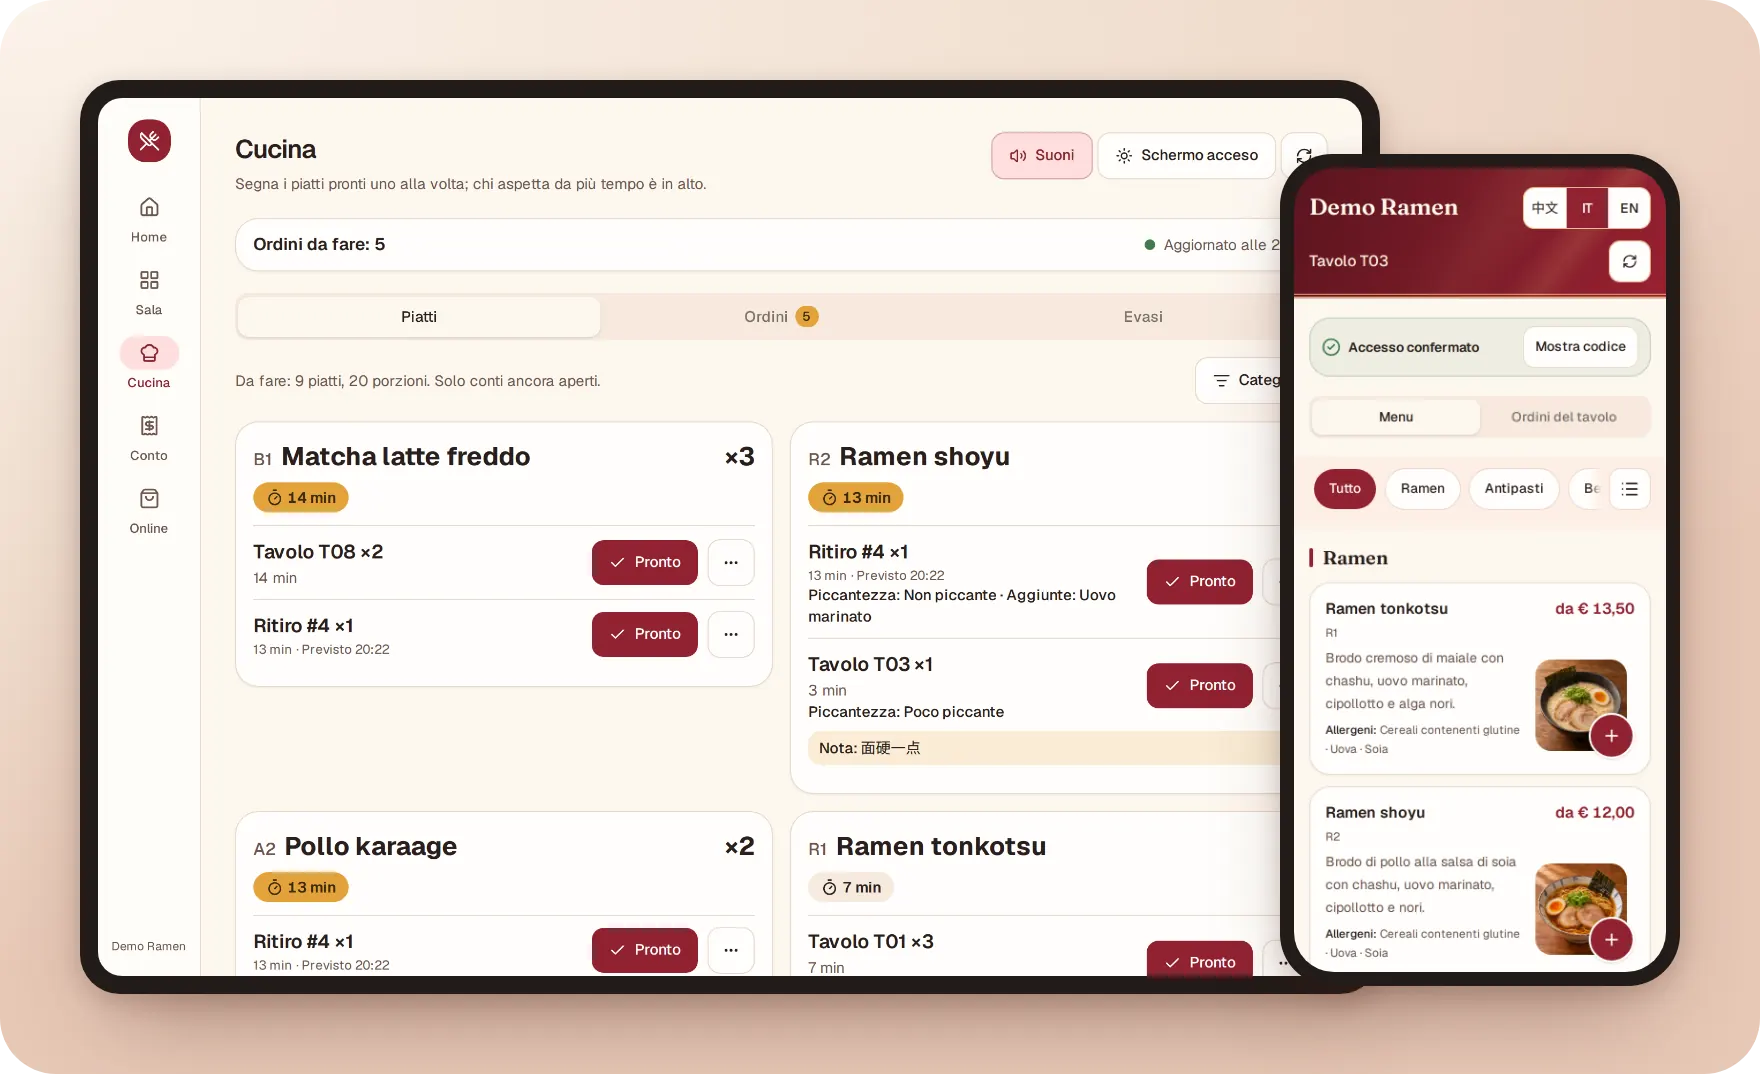 Home
Sala
Cucina
Conto
Online
Demo Ramen
Cucina
Segna i piatti pronti uno alla volta; chi aspetta da più tempo è in alto.
Suoni
Schermo acceso
Ordini da fare: 5
Aggiornato alle 2
Piatti
Ordini 5
Evasi
Da fare: 9 piatti, 20 porzioni. Solo conti ancora aperti.
B1 Matcha latte freddo ×3
14 min
Tavolo T08 ×2
14 min
Pronto
Ritiro #4 ×1
13 min · Previsto 20:22
Pronto
R2 Ramen shoyu
13 min
Ritiro #4 ×1
13 min · Previsto 20:22
Piccantezza: Non piccante · Aggiunte: Uovo
marinato
Pronto
Tavolo T03 ×1
3 min
Piccantezza: Poco piccante
Pronto
Nota: 面硬一点
A2 Pollo karaage ×2
13 min
Ritiro #4 ×1
13 min · Previsto 20:22
Pronto
R1 Ramen tonkotsu
7 min
Tavolo T01 ×3
7 min
Pronto
Demo Ramen
中文 IT EN
Tavolo T03
Accesso confermato
Mostra codice
Menu
Ordini del tavolo
Tutto
Ramen
Antipasti
Ramen
Ramen tonkotsu da € 13,50
R1
Brodo cremoso di maiale con
chashu, uovo marinato,
cipollotto e alga nori.
Allergeni: Cereali contenenti glutine
· Uova · Soia
Ramen shoyu da € 12,00
R2
Brodo di pollo alla salsa di soia
con chashu, uovo marinato,
cipollotto e nori.
Allergeni: Cereali contenenti glutine
· Uova · Soia